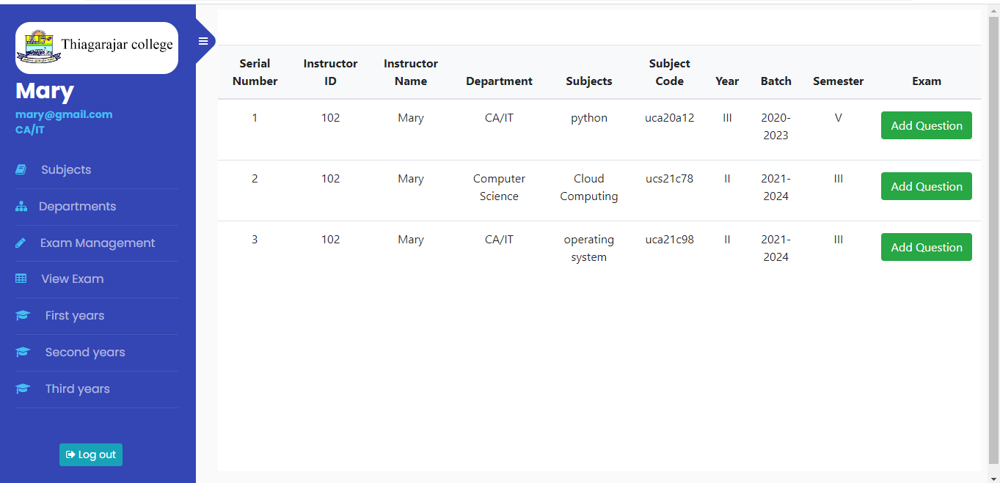 Thiagarajar college
Mary
mary@gmail.com
CA/IT
Subjects
Departments
Exam Management
View Exam
First years
Second years
Third years
Log out
Serial Number Instructor ID Instructor Name Department Subjects Subject Code Year Batch Semester Exam
1 102 Mary CA/IT python uca20a12 III 2020-2023 V Add Question
2 102 Mary Computer Science Cloud Computing ucs21c78 II 2021-2024 III Add Question
3 102 Mary CA/IT operating system uca21c98 II 2021-2024 III Add Question